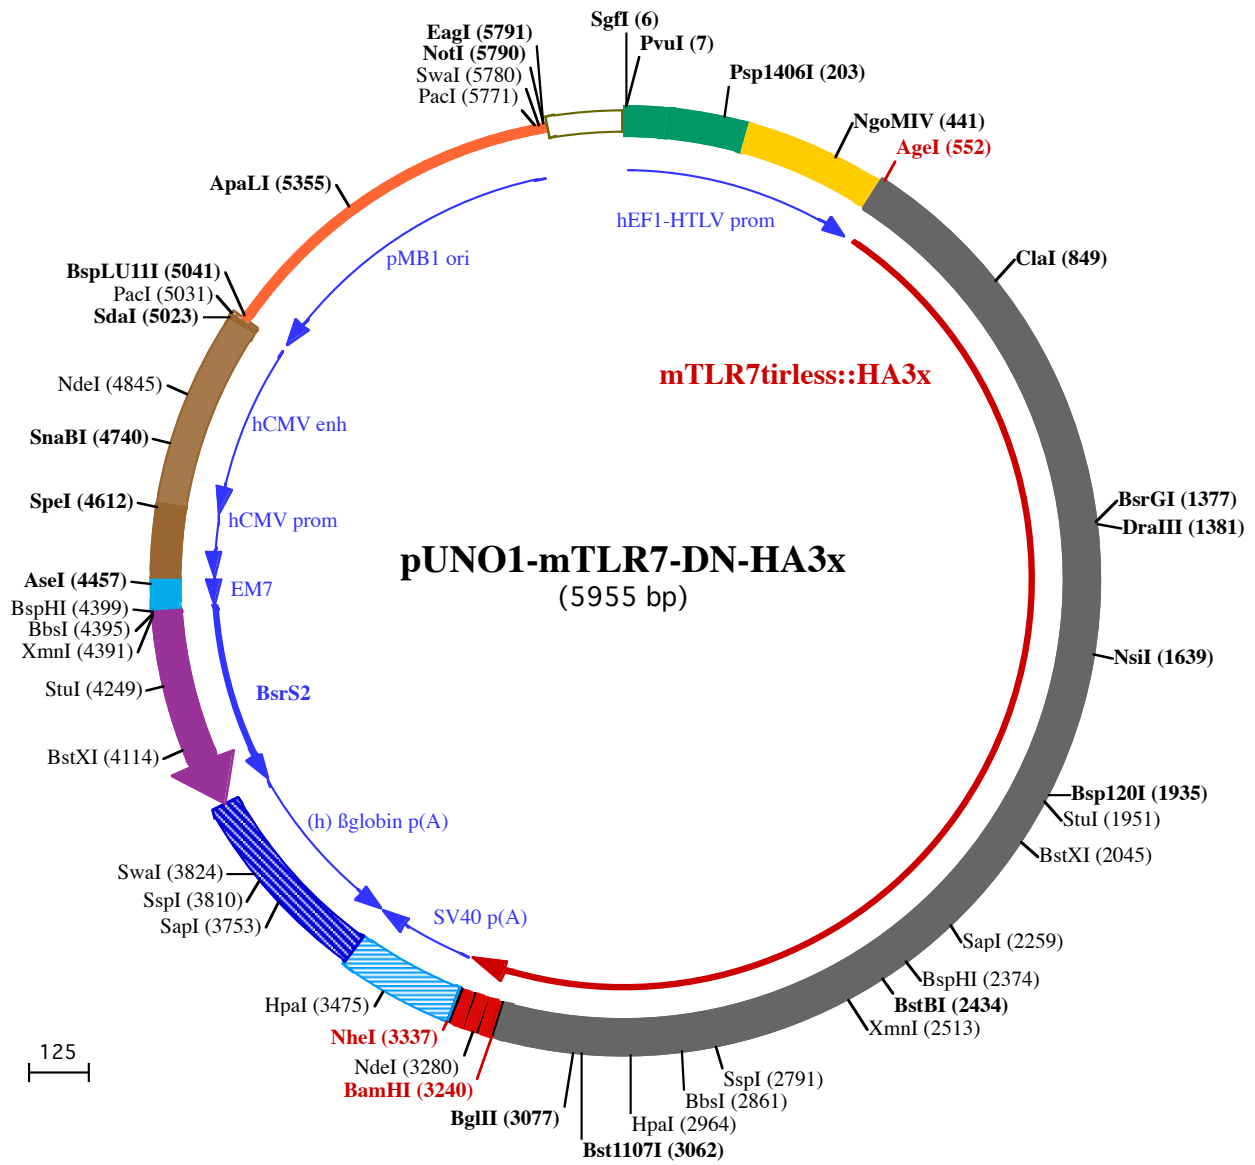 SgfI (6)
PvuI (7)
Psp1406I (203)
NgoMIV (441)
AgeI (552)
ClaI (849)
BsrGI (1377)
DraIII (1381)
NsiI (1639)
Bsp120I (1935)
StuI (1951)
BstXI (2045)
SapI (2259)
BspHI (2374)
BstBI (2434)
XmnI (2513)
SspI (2791)
BbsI (2861)
HpaI (2964)
Bst1107I (3062)
BglII (3077)
BamHI (3240)
NdeI (3280)
NheI (3337)
HpaI (3475)
SapI (3753)
SspI (3810)
SwaI (3824)
BstXI (4114)
StuI (4249)
XmnI (4391)
BbsI (4395)
BspHI (4399)
AseI (4457)
SpeI (4612)
SnaBI (4740)
NdeI (4845)
SdaI (5023)
PacI (5031)
BspLU11I (5041)
ApaLI (5355)
PacI (5771)
SwaI (5780)
NotI (5790)
EagI (5791)
hEF1-HTLV prom
pMB1 ori
mTLR7tirless::HA3x
hCMV enh
hCMV prom
EM7
BsrS2
(h) ßglobin p(A)
SV40 p(A)
pUNO1-mTLR7-DN-HA3x
(5955 bp)
125